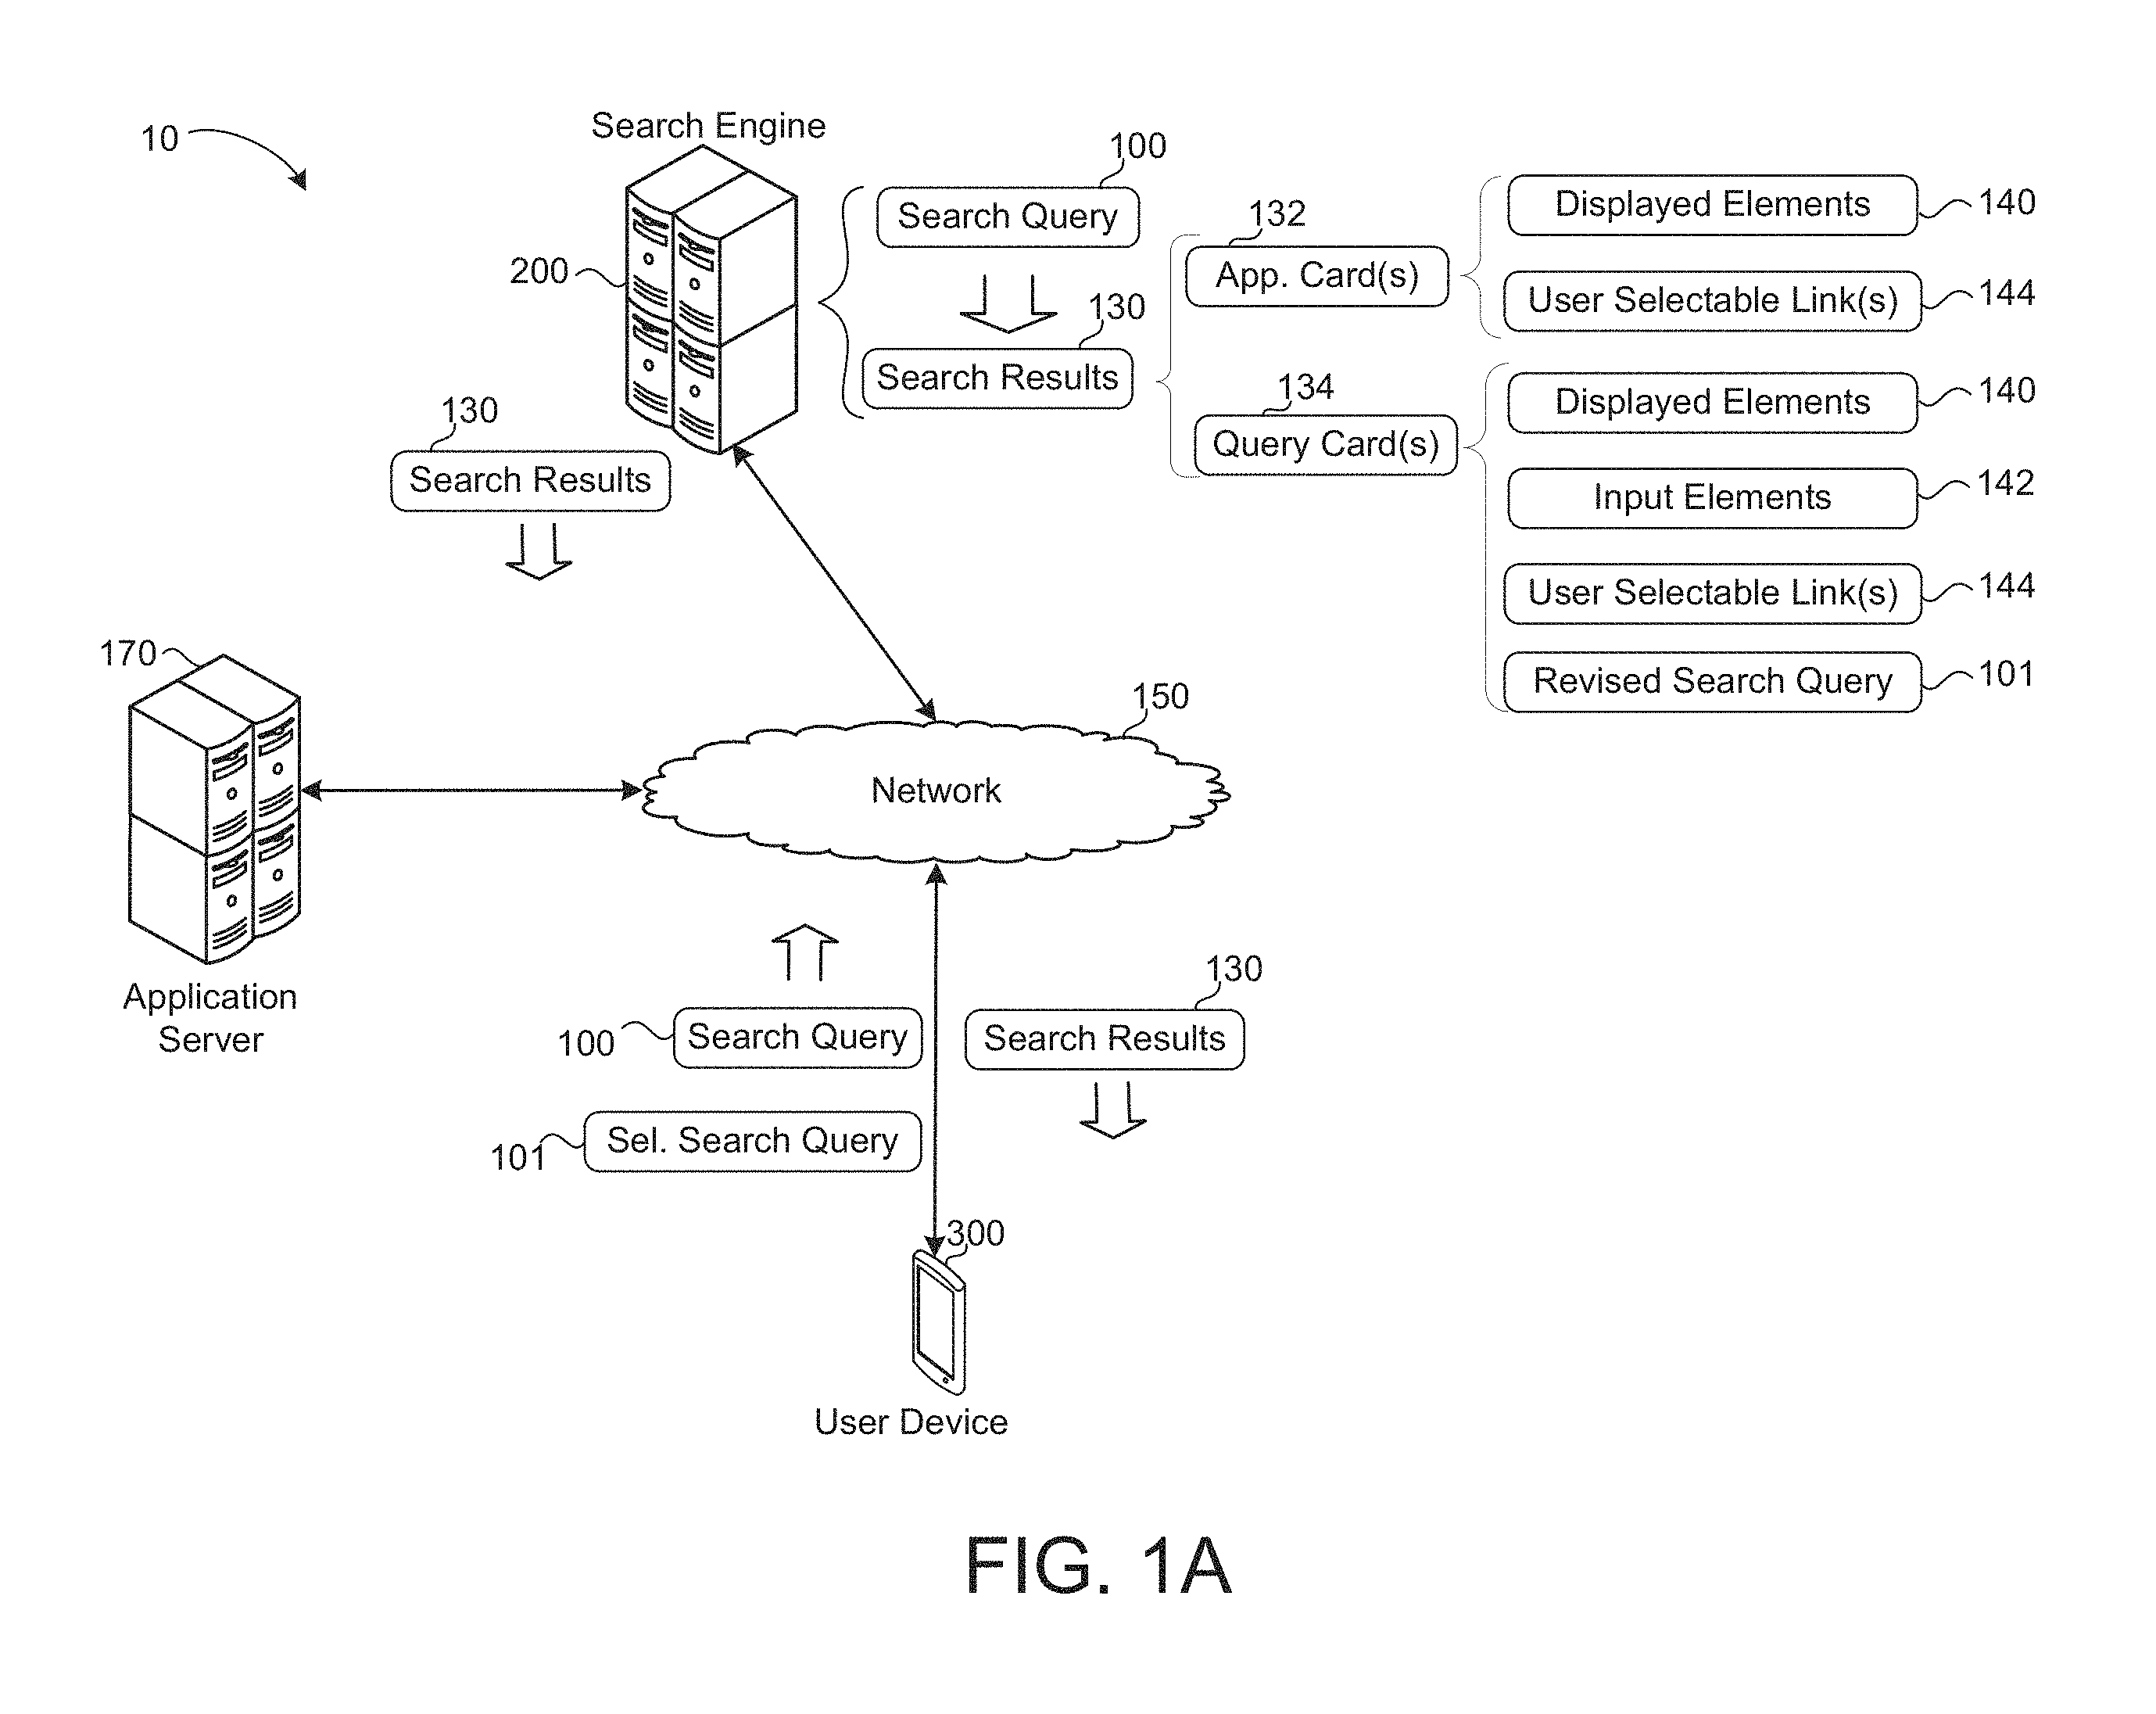 10
Search Engine
200
100
Search Query
130
Search Results
132
App. Card(s)
Displayed Elements
140
User Selectable Link(s)
144
134
Query Card(s)
Displayed Elements
140
Input Elements
142
User Selectable Link(s)
144
Revised Search Query
101
130
Search Results
170
Application
Server
150
Network
100
Search Query
130
Search Results
101
Sel. Search Query
300
User Device
FIG. 1A